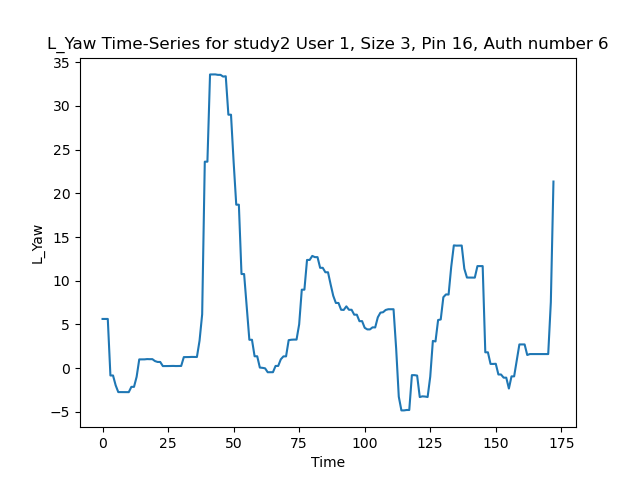 L_Yaw Time-Series for study2 User 1, Size 3, Pin 16, Auth number 6
35
30
25
20
15
10
5
0
−5
L_Yaw
0 25 50 75 100 125 150 175
Time